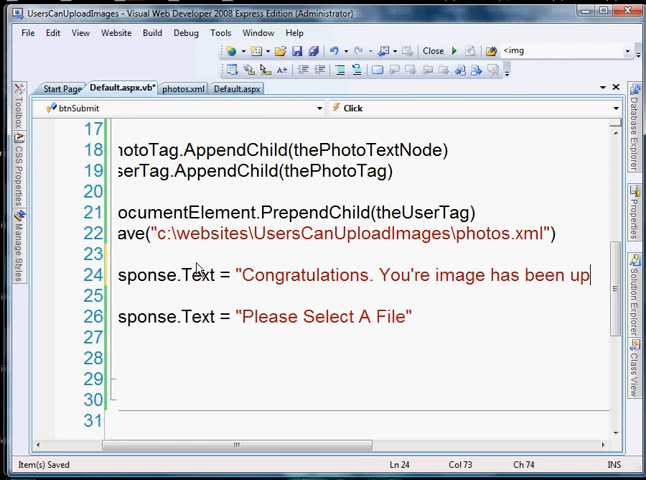 UsersCanUploadImages - Visual Web Developer 2008 Express Edition (Administrator)
File Edit View Website Build Debug Tools Window Help
Close <img
Start Page Default.aspx.vb* photos.xml Default.aspx
btnSubmit Click
17
18 hotoTag.AppendChild(thePhotoTextNode)
19 serTag.AppendChild(thePhotoTag)
20
21 ocumentElement.PrependChild(theUserTag)
22 ave("c:\websites\UsersCanUploadImages\photos.xml")
23
24 sponse.Text = "Congratulations. You're image has been up
25
26 sponse.Text = "Please Select A File"
27
28
29
30
31
Toolbox
CSS Properties
Manage Styles
Database Explorer
Properties
Solution Explorer
Class View
Item(s) Saved Ln 24 Col 73 Ch 74 INS